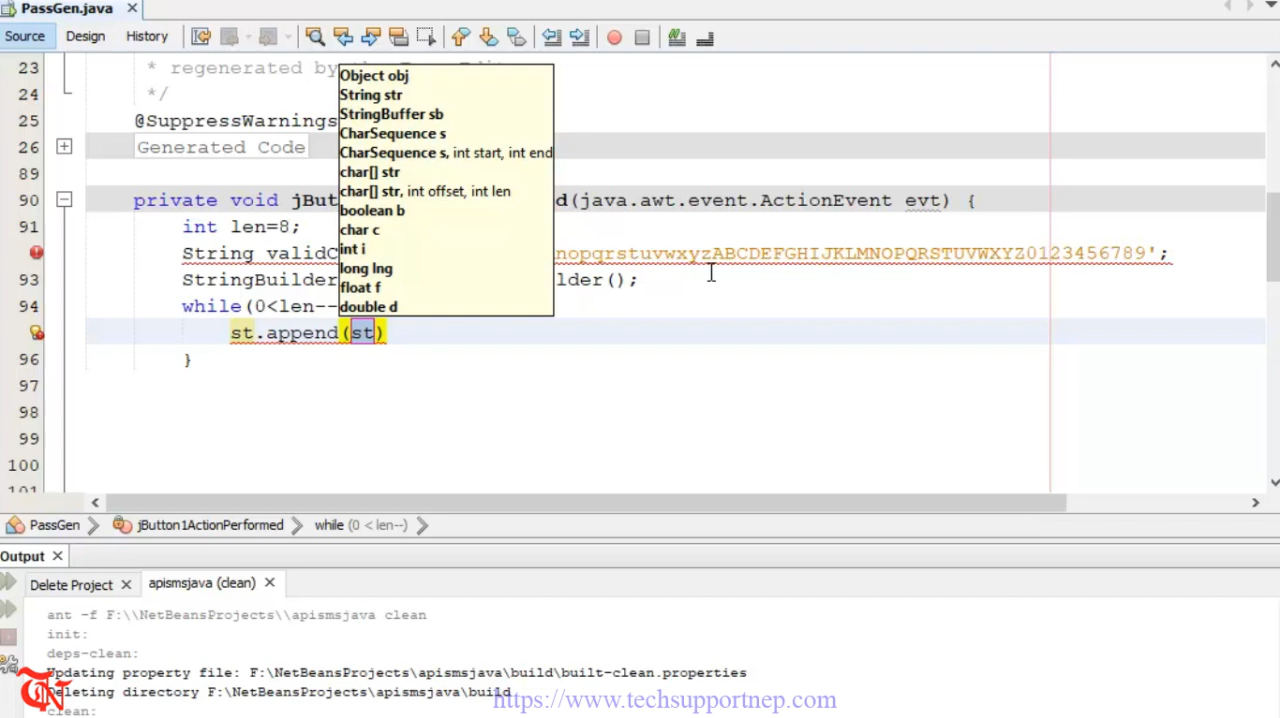 PassGen.java
Source Design History
Object obj
String str
StringBuffer sb
CharSequence s
CharSequence s, int start, int end
char[] str
char[] str, int offset, int len
boolean b
char c
int i
long lng
float f
double d
23 * regenerated by
24 */
25 @SuppressWarnings
26 Generated Code
89
90 private void jBut d(java.awt.event.ActionEvent evt) {
91 int len=8;
String validC nopqrstuvwxyzABCDEFGHIJKLMNOPQRSTUVWXYZ0123456789';
93 StringBuilder lder();
94 while(0<len--
st.append(st)
96 }
97
98
99
100
101
PassGen jButton1ActionPerformed while (0 < len--)
Output
Delete Project apismsjava (clean)
ant -f F:\\NetBeansProjects\\apismsjava clean
init:
deps-clean:
Updating property file: F:\NetBeansProjects\apismsjava\build\built-clean.properties
Deleting directory F:\NetBeansProjects\apismsjava\build
https://www.techsupportnep.com
clean: